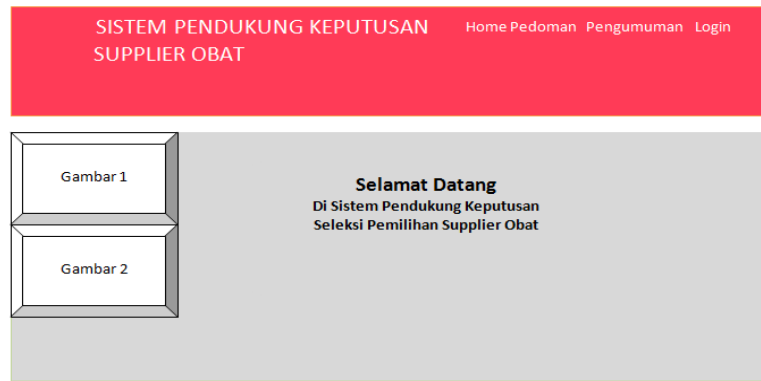 SISTEM PENDUKUNG KEPUTUSAN
SUPPLIER OBAT
Home Pedoman Pengumuman Login
Gambar 1
Selamat Datang
Di Sistem Pendukung Keputusan
Seleksi Pemilihan Supplier Obat
Gambar 2